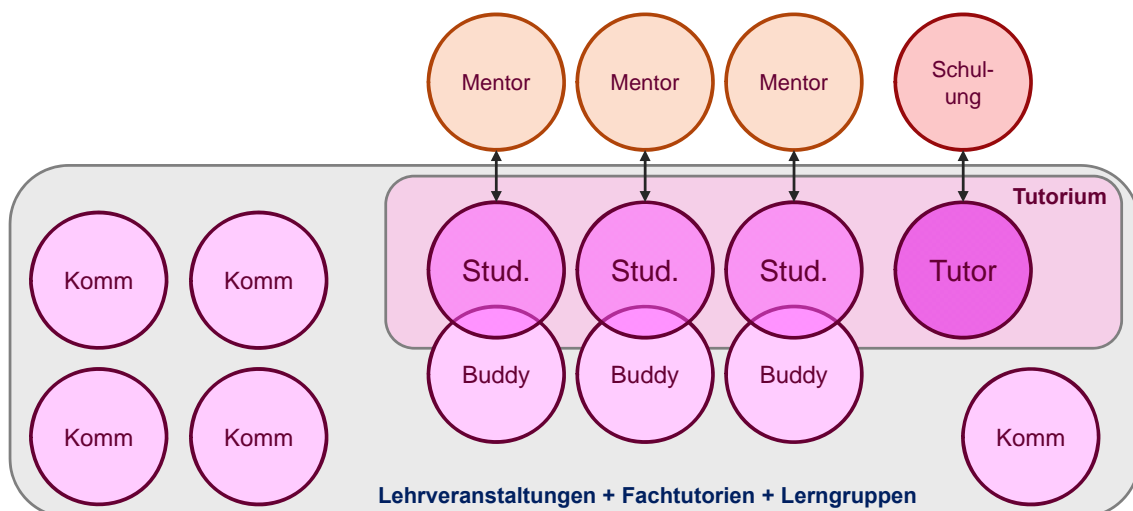 Mentor
Mentor
Mentor
Schul-
ung
Tutorium
Stud.
Stud.
Stud.
Tutor
Komm
Komm
Buddy
Buddy
Buddy
Komm
Komm
Komm
Lehrveranstaltungen + Fachtutorien + Lerngruppen